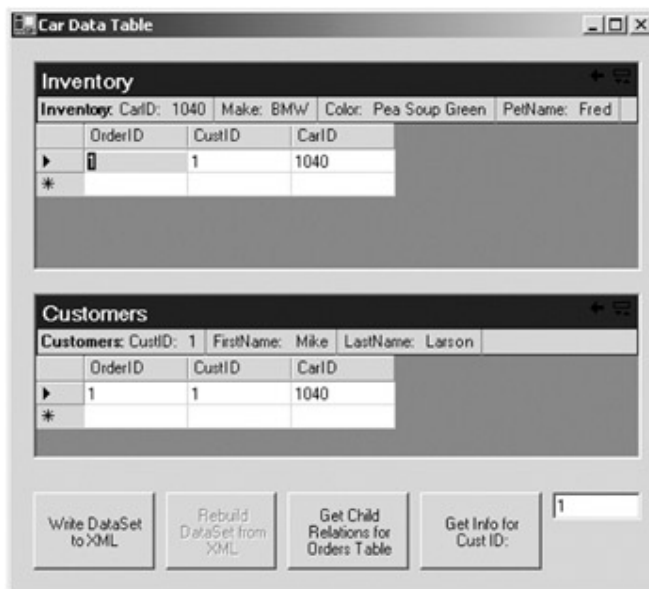 Car Data Table
Inventory
Inventory: CarID: 1040 Make: BMW Color: Pea Soup Green PetName: Fred
OrderID CustID CarID
1 1 1040
*
Customers
Customers: CustID: 1 FirstName: Mike LastName: Larson
OrderID CustID CarID
1 1 1040
*
Write DataSet
to XML
Rebuild
DataSet from
XML
Get Child
Relations for
Orders Table
Get Info for
Cust ID:
1